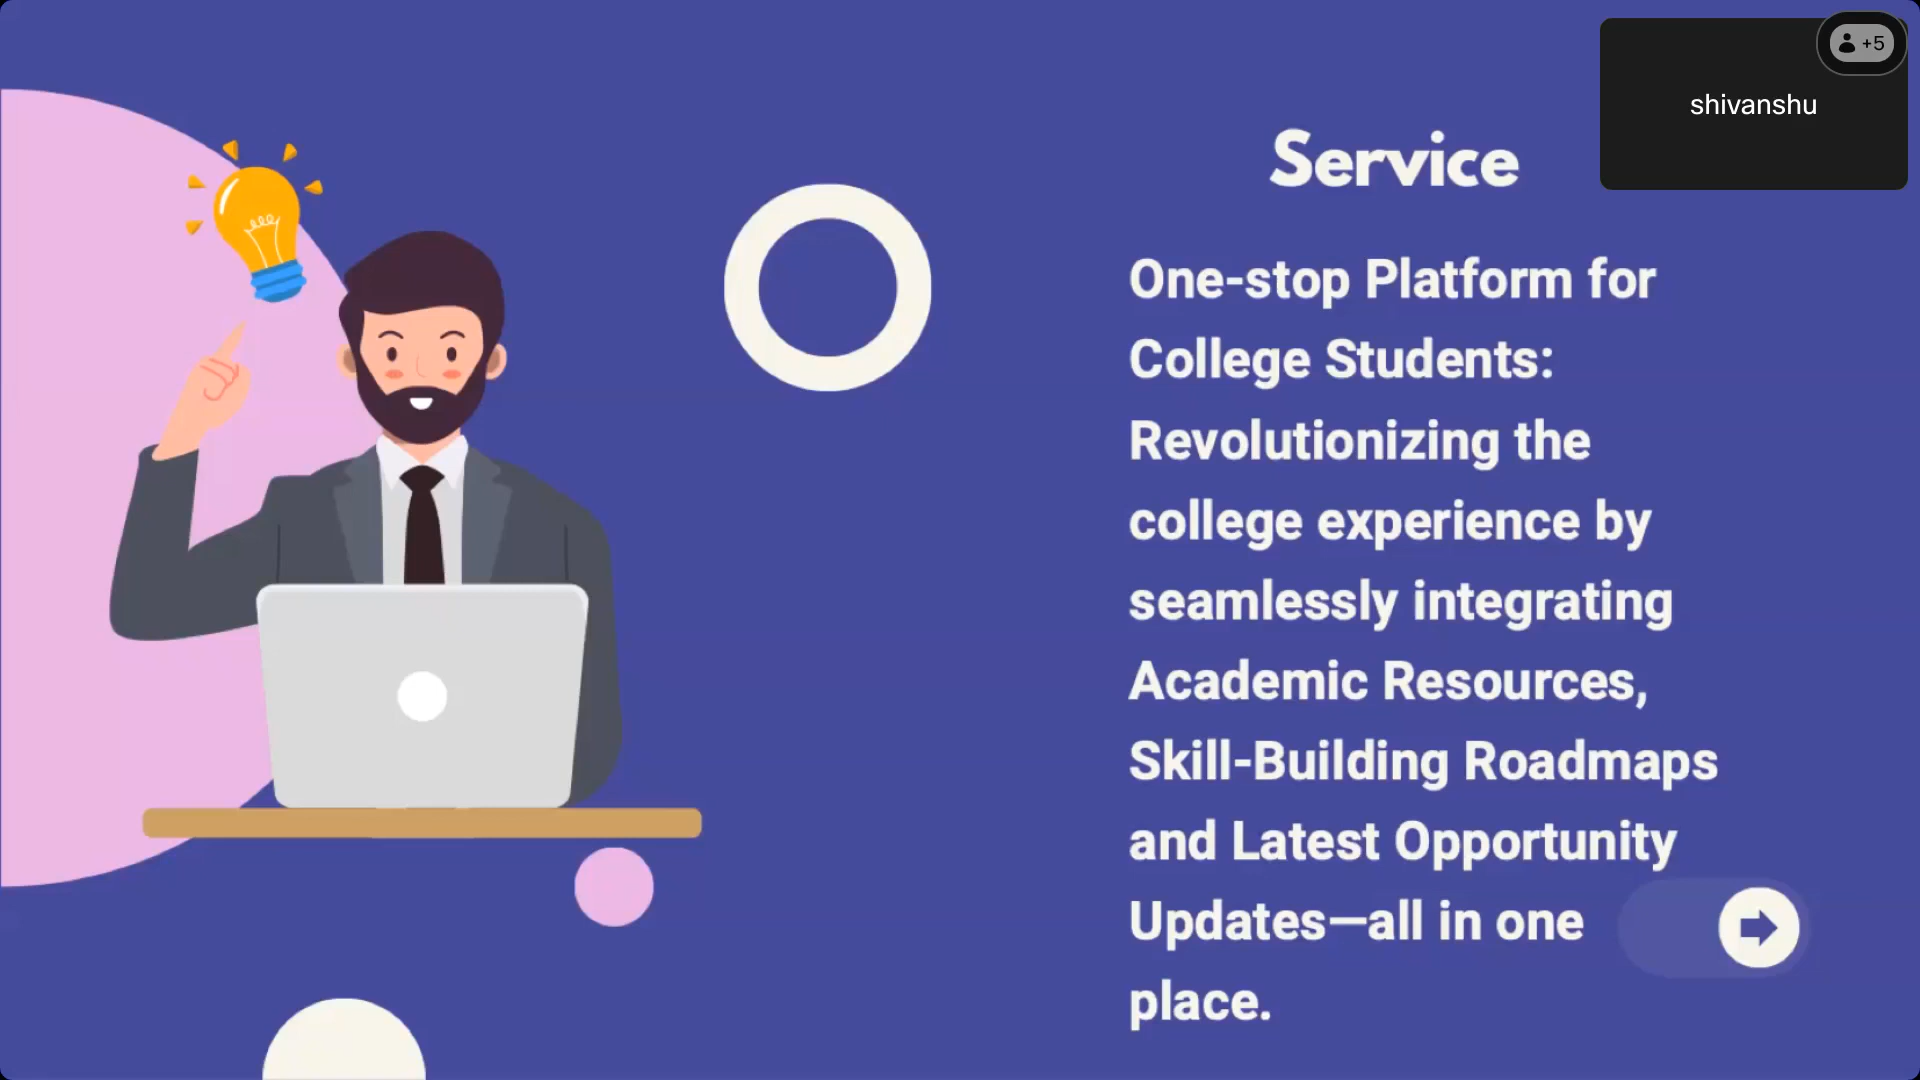 +5
shivanshu
Service
One-stop Platform for
College Students:
Revolutionizing the
college experience by
seamlessly integrating
Academic Resources,
Skill-Building Roadmaps
and Latest Opportunity
Updates—all in one
place.